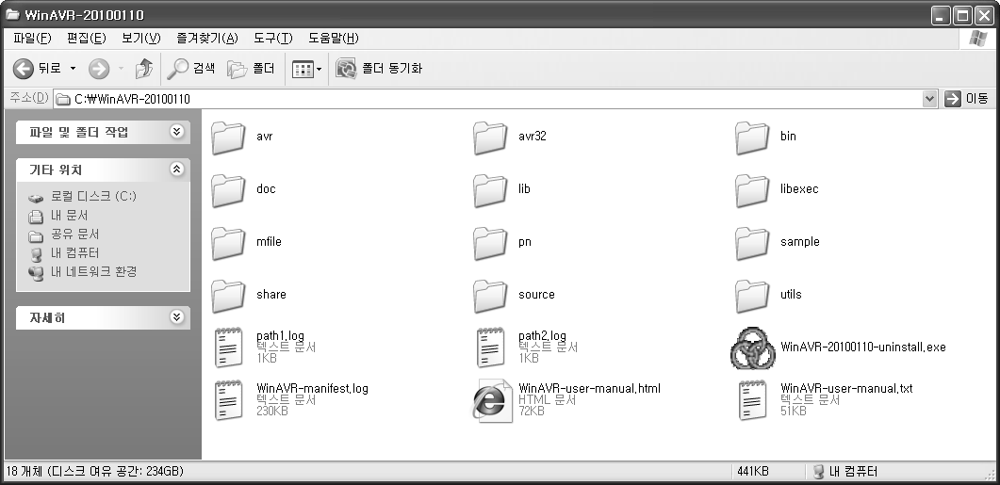 WinAVR-20100110
파일(F) 편집(E) 보기(V) 즐겨찾기(A) 도구(T) 도움말(H)
뒤로 검색 폴더 폴더 동기화
주소(D) C:₩WinAVR-20100110 이동
파일 및 폴더 작업
기타 위치
로컬 디스크 (C:)
내 문서
공유 문서
내 컴퓨터
내 네트워크 환경
자세히
avr avr32 bin
doc lib libexec
mfile pn sample
share source utils
path1.log
텍스트 문서
1KB
path2.log
텍스트 문서
1KB
WinAVR-20100110-uninstall.exe
WinAVR-manifest.log
텍스트 문서
230KB
WinAVR-user-manual.html
HTML 문서
72KB
WinAVR-user-manual.txt
텍스트 문서
51KB
18 개체 (디스크 여유 공간: 234GB) 441KB 내 컴퓨터